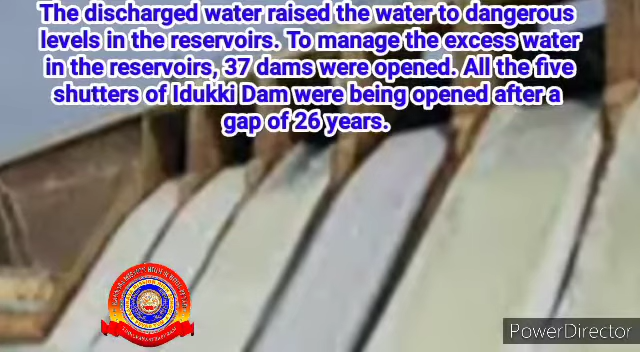 The discharged water raised the water to dangerous
levels in the reservoirs. To manage the excess water
in the reservoirs, 37 dams were opened. All the five
shutters of Idukki Dam were being opened after a
gap of 26 years.
PowerDirector